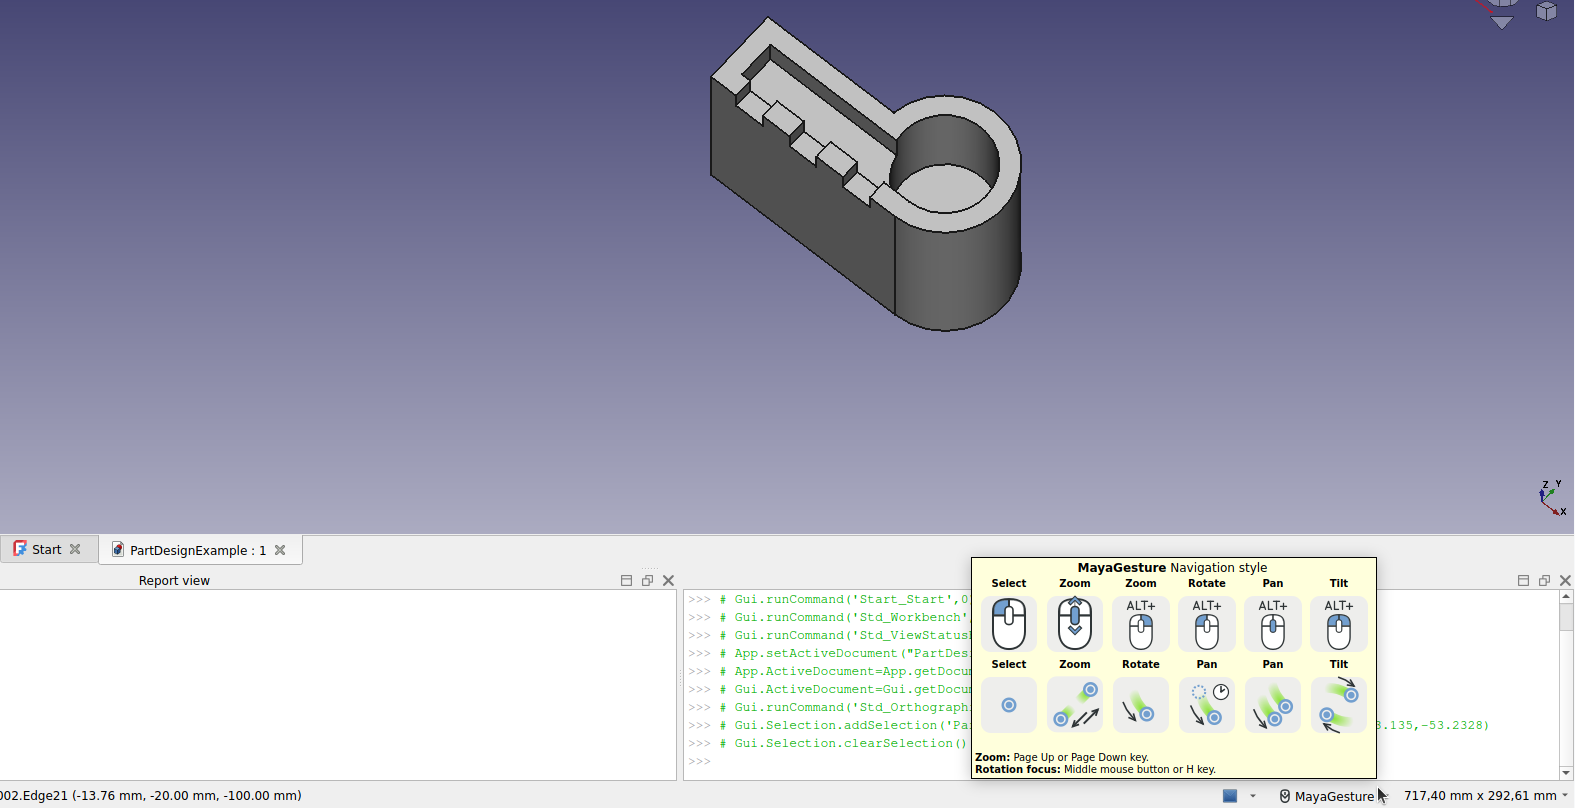 Z Y
X
Start
PartDesignExample : 1
Report view
>>> # Gui.runCommand('Start_Start',0
>>> # Gui.runCommand('Std_Workbench',
>>> # Gui.runCommand('Std_ViewStatus
>>> # App.setActiveDocument("PartDes
>>> # App.ActiveDocument=App.getDocu
>>> # Gui.ActiveDocument=Gui.getDocu
>>> # Gui.runCommand('Std_Orthograph
>>> # Gui.Selection.addSelection('Pa 3.135,-53.2328)
>>> # Gui.Selection.clearSelection()
>>>
MayaGesture Navigation style
Select Zoom Zoom Rotate Pan Tilt
ALT+ ALT+ ALT+ ALT+
Select Zoom Rotate Pan Pan Tilt
Zoom: Page Up or Page Down key.
Rotation focus: Middle mouse button or H key.
002.Edge21 (-13.76 mm, -20.00 mm, -100.00 mm)
MayaGesture
717,40 mm x 292,61 mm